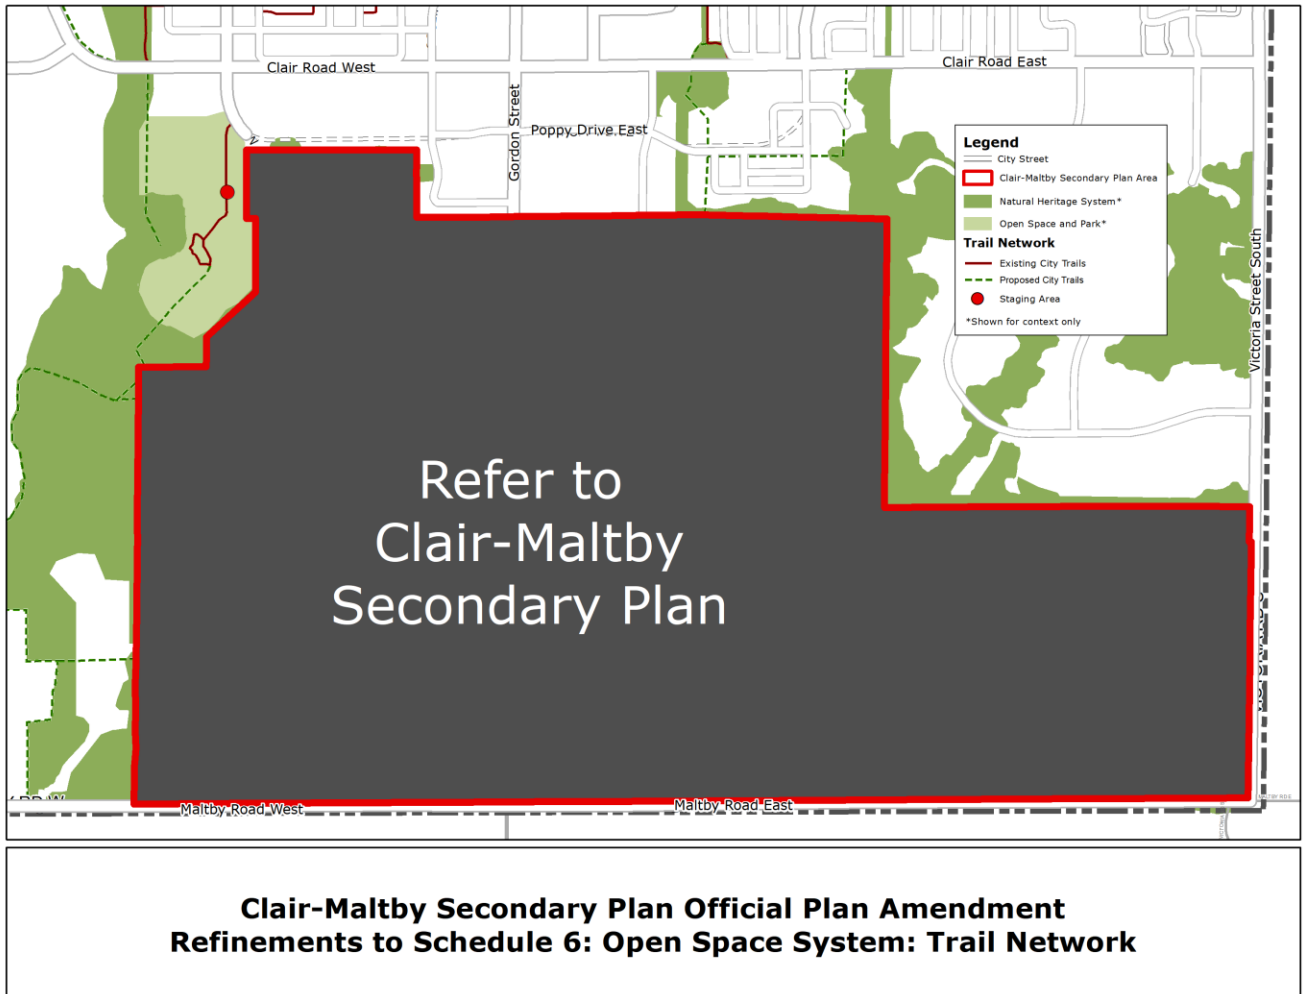 Clair Road West
Clair Road East
Gordon Street
Poppy Drive East
Legend
City Street
Clair-Maltby Secondary Plan Area
Natural Heritage System*
Open Space and Park*
Trail Network
Existing City Trails
Proposed City Trails
Staging Area
*Shown for context only
Victoria Street South
Refer to
Clair-Maltby
Secondary Plan
Maltby Road West
Maltby Road East
MALTBY RD E
Clair-Maltby Secondary Plan Official Plan Amendment
Refinements to Schedule 6: Open Space System: Trail Network